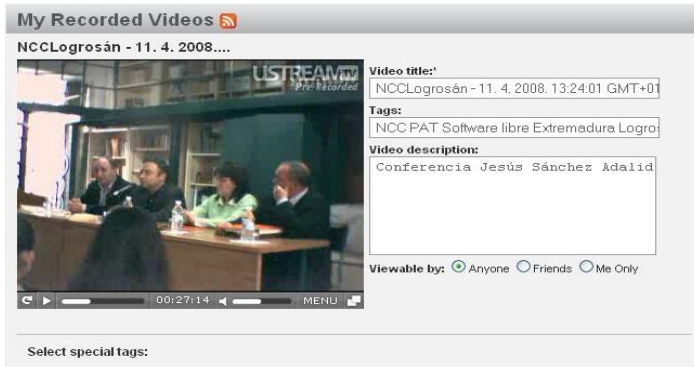 My Recorded Videos
NCCLogrosán - 11. 4. 2008....
USTREAM TV
Pre-Recorded
Video title:*
NCCLogrosán - 11. 4. 2008. 13:24:01 GMT+01
Tags:
NCC PAT Software libre Extremadura Logro
Video description:
Conferencia Jesús Sánchez Adalid
Viewable by: Anyone Friends Me Only
00:27:14 MENU
Select special tags: